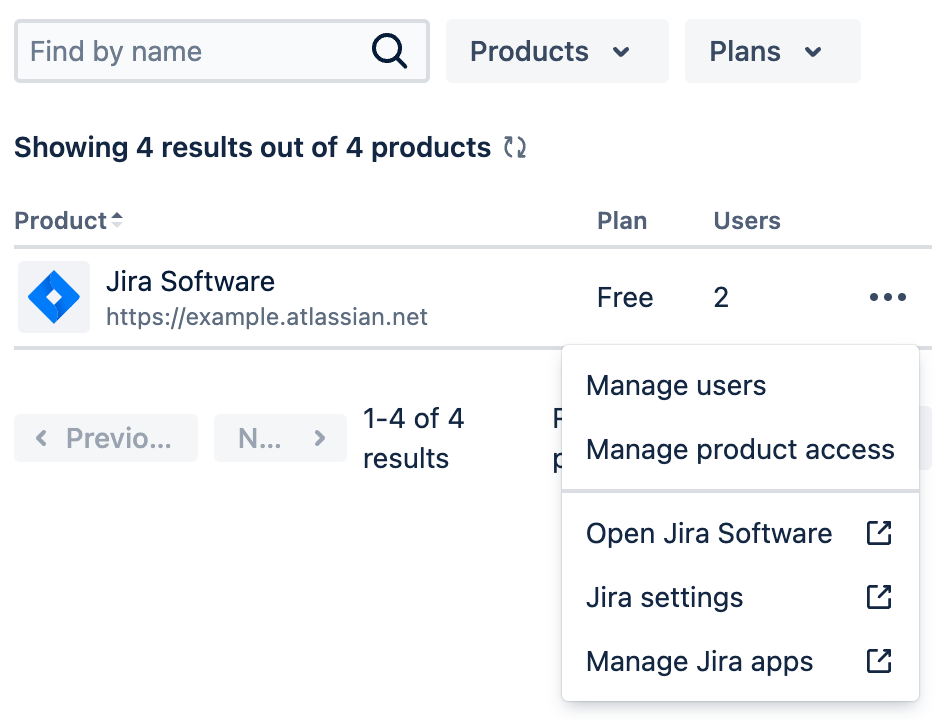 Find by name
Products
Plans
Showing 4 results out of 4 products
Product Plan Users
Jira Software
https://example.atlassian.net
Free 2
Manage users
Manage product access
Previo...
N...
1-4 of 4
results
Open Jira Software
Jira settings
Manage Jira apps